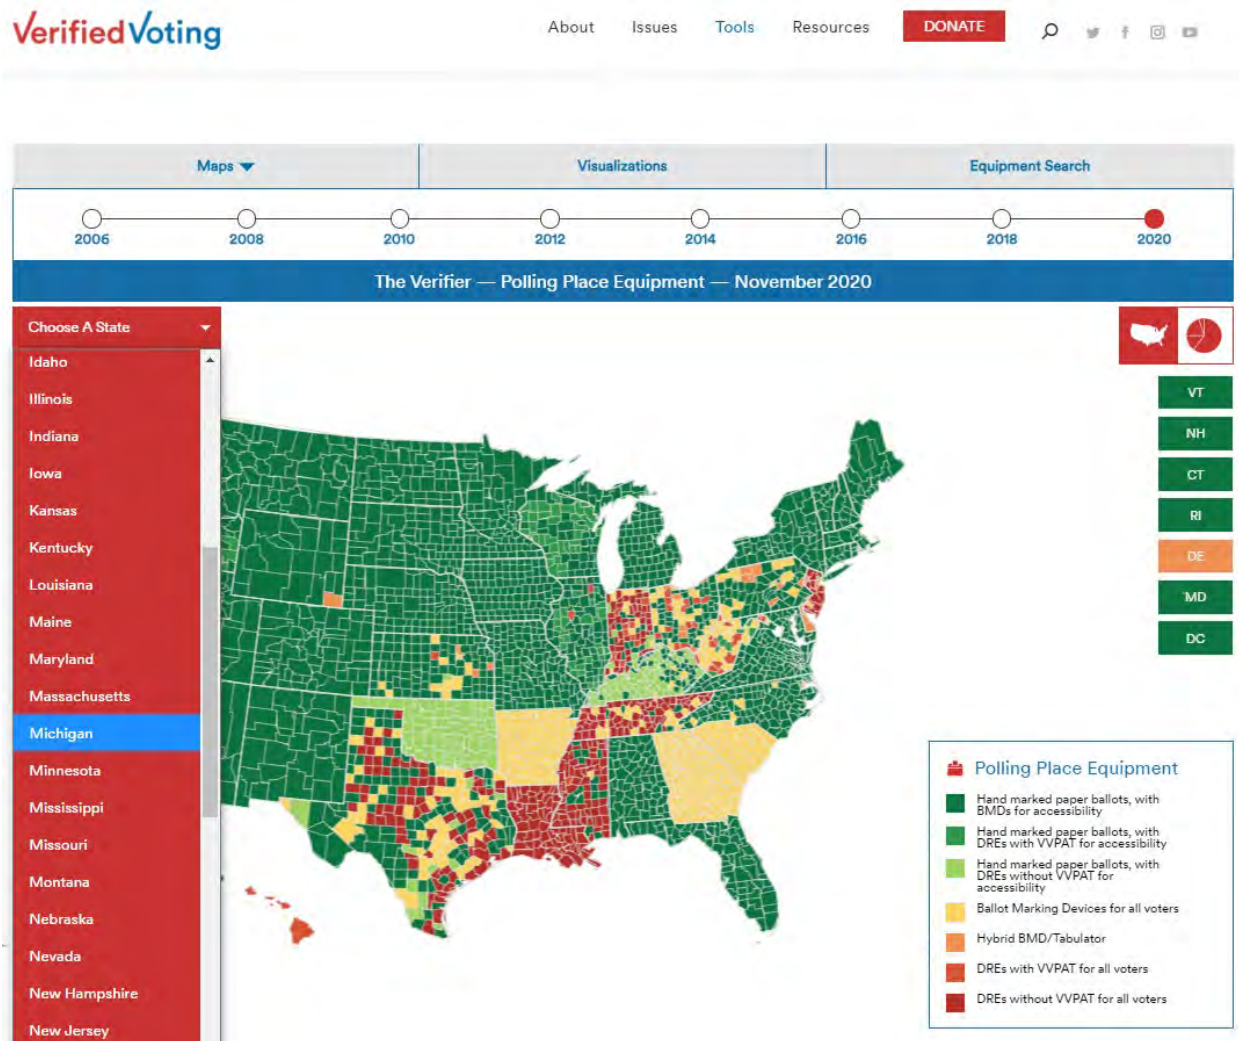 VerifiedVoting
About Issues Tools Resources DONATE
Maps Visualizations Equipment Search
2006 2008 2010 2012 2014 2016 2018 2020
The Verifier — Polling Place Equipment — November 2020
Choose A State
Idaho
Illinois
Indiana
Iowa
Kansas
Kentucky
Louisiana
Maine
Maryland
Massachusetts
Michigan
Minnesota
Mississippi
Missouri
Montana
Nebraska
Nevada
New Hampshire
New Jersey
VT
NH
CT
RI
DE
MD
DC
Polling Place Equipment
Hand marked paper ballots, with
BMDs for accessibility
Hand marked paper ballots, with
DREs with VVPAT for accessibility
Hand marked paper ballots, with
DREs without VVPAT for
accessibility
Ballot Marking Devices for all voters
Hybrid BMD/Tabulator
DREs with VVPAT for all voters
DREs without VVPAT for all voters